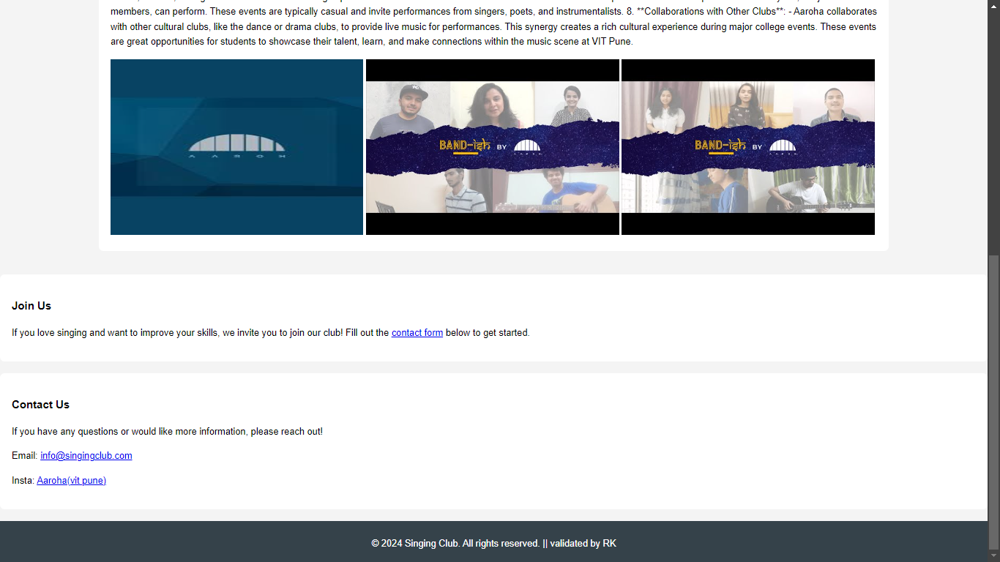 members, can perform. These events are typically casual and invite performances from singers, poets, and instrumentalists. 8. **Collaborations with Other Clubs**: - Aaroha collaborates
with other cultural clubs, like the dance or drama clubs, to provide live music for performances. This synergy creates a rich cultural experience during major college events. These events
are great opportunities for students to showcase their talent, learn, and make connections within the music scene at VIT Pune.
AAROH
BAND-ish BY
BAND-ish BY
Join Us
If you love singing and want to improve your skills, we invite you to join our club! Fill out the contact form below to get started.
Contact Us
If you have any questions or would like more information, please reach out!
Email: info@singingclub.com
Insta: Aaroha(vit pune)
© 2024 Singing Club. All rights reserved. || validated by RK